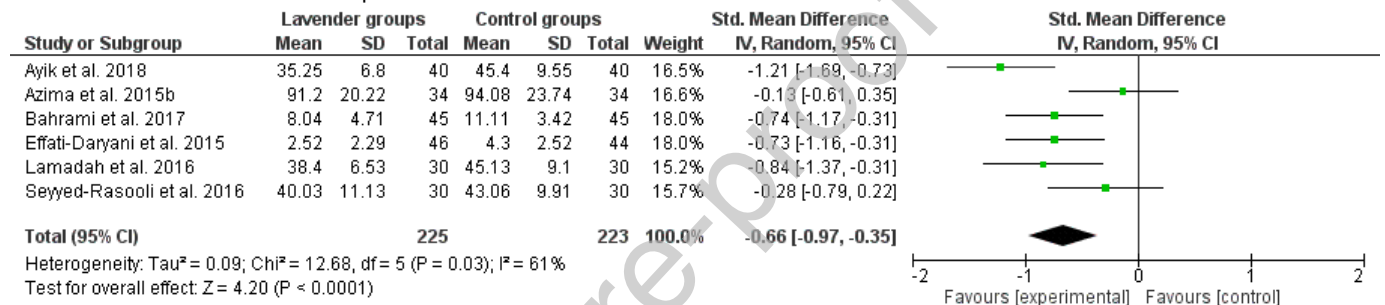 Lavender groups Control groups Std. Mean Difference Std. Mean Difference
Study or Subgroup Mean SD Total Mean SD Total Weight IV, Random, 95% CI IV, Random, 95% CI
Ayik et al. 2018 35.25 6.8 40 45.4 9.55 40 16.5% -1.21 [-1.69, -0.73]
Azima et al. 2015b 91.2 20.22 34 94.08 23.74 34 16.6% -0.13 [-0.61, 0.35]
Bahrami et al. 2017 8.04 4.71 45 11.11 3.42 45 18.0% -0.74 [-1.17, -0.31]
Effati-Daryani et al. 2015 2.52 2.29 46 4.3 2.52 44 18.0% -0.73 [-1.16, -0.31]
Lamadah et al. 2016 38.4 6.53 30 45.13 9.1 30 15.2% -0.84 [-1.37, -0.31]
Seyyed-Rasooli et al. 2016 40.03 11.13 30 43.06 9.91 30 15.7% -0.28 [-0.79, 0.22]
Total (95% CI) 225 223 100.0% -0.66 [-0.97, -0.35]
Heterogeneity: Tau² = 0.09; Chi² = 12.68, df = 5 (P = 0.03); I² = 61%
Test for overall effect: Z = 4.20 (P < 0.0001)
-2 -1 0 1 2
Favours [experimental] Favours [control]
re-proof